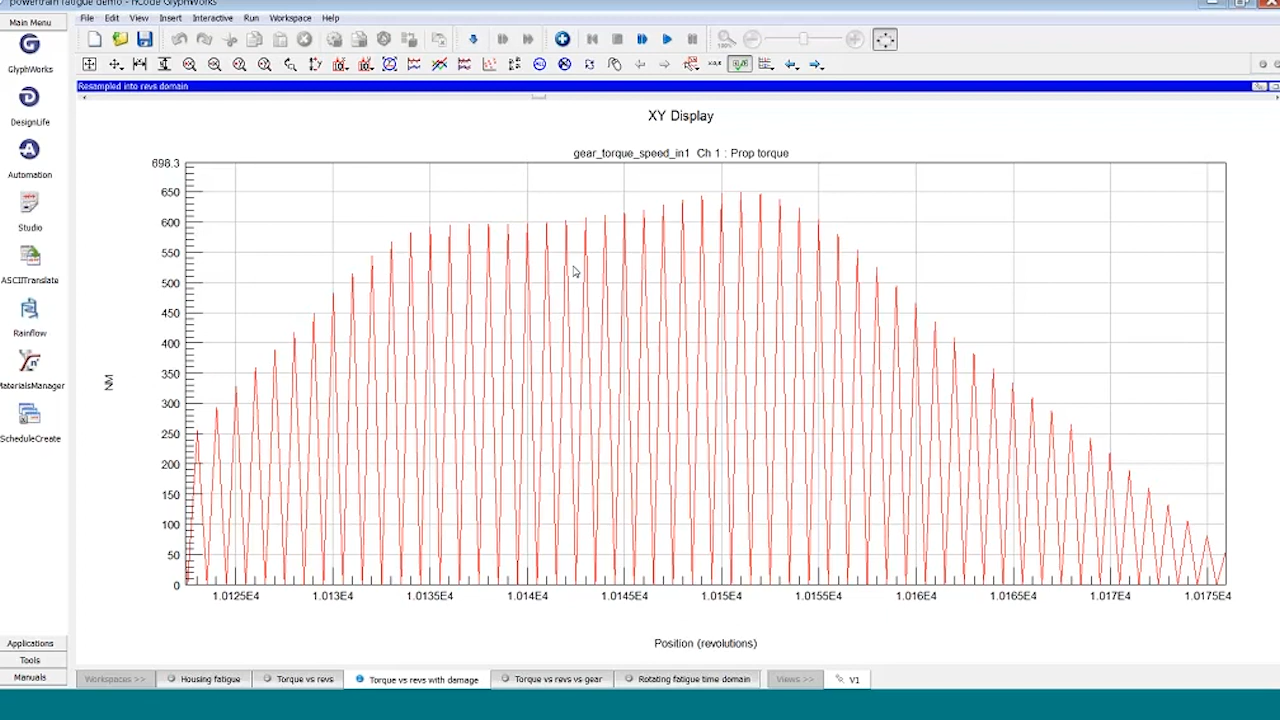 powertrain fatigue demo - nCode GlyphWorks
Main Menu
File Edit View Insert Interactive Run Workspace Help
GlyphWorks
DesignLife
Automation
Studio
ASCIITranslate
Rainflow
MaterialsManager
ScheduleCreate
Applications
Tools
Manuals
100%
Resampled into revs domain
XY Display
gear_torque_speed_in1 Ch 1 : Prop torque
698.3
650
600
550
500
450
400
350
300
250
200
150
100
50
0
NM
1.0125E4 1.013E4 1.0135E4 1.014E4 1.0145E4 1.015E4 1.0155E4 1.016E4 1.0165E4 1.017E4 1.0175E4
Position (revolutions)
Workspaces >> Housing fatigue Torque vs revs Torque vs revs with damage Torque vs revs vs gear Rotating fatigue time domain Views >> V1